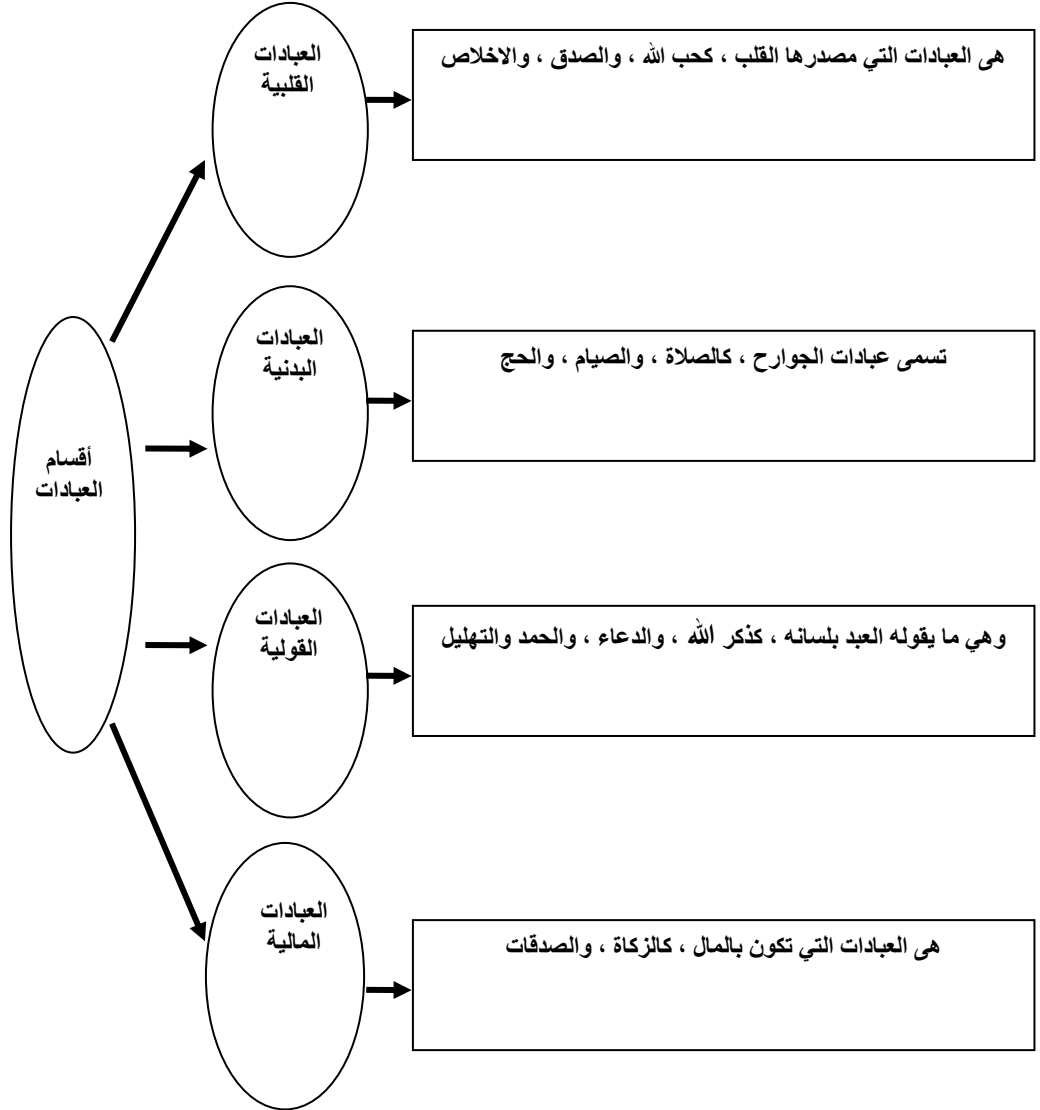 أقسام
العبادات
العبادات
القلبية
هى العبادات التي مصدرها القلب ، كحب الله ، والصدق ، والاخلاص
العبادات
البدنية
تسمى عبادات الجوارح ، كالصلاة ، والصيام ، والحج
العبادات
القولية
وهي ما يقوله العبد بلسانه ، كذكر الله ، والدعاء ، والحمد والتهليل
العبادات
المالية
هى العبادات التي تكون بالمال ، كالزكاة ، والصدقات